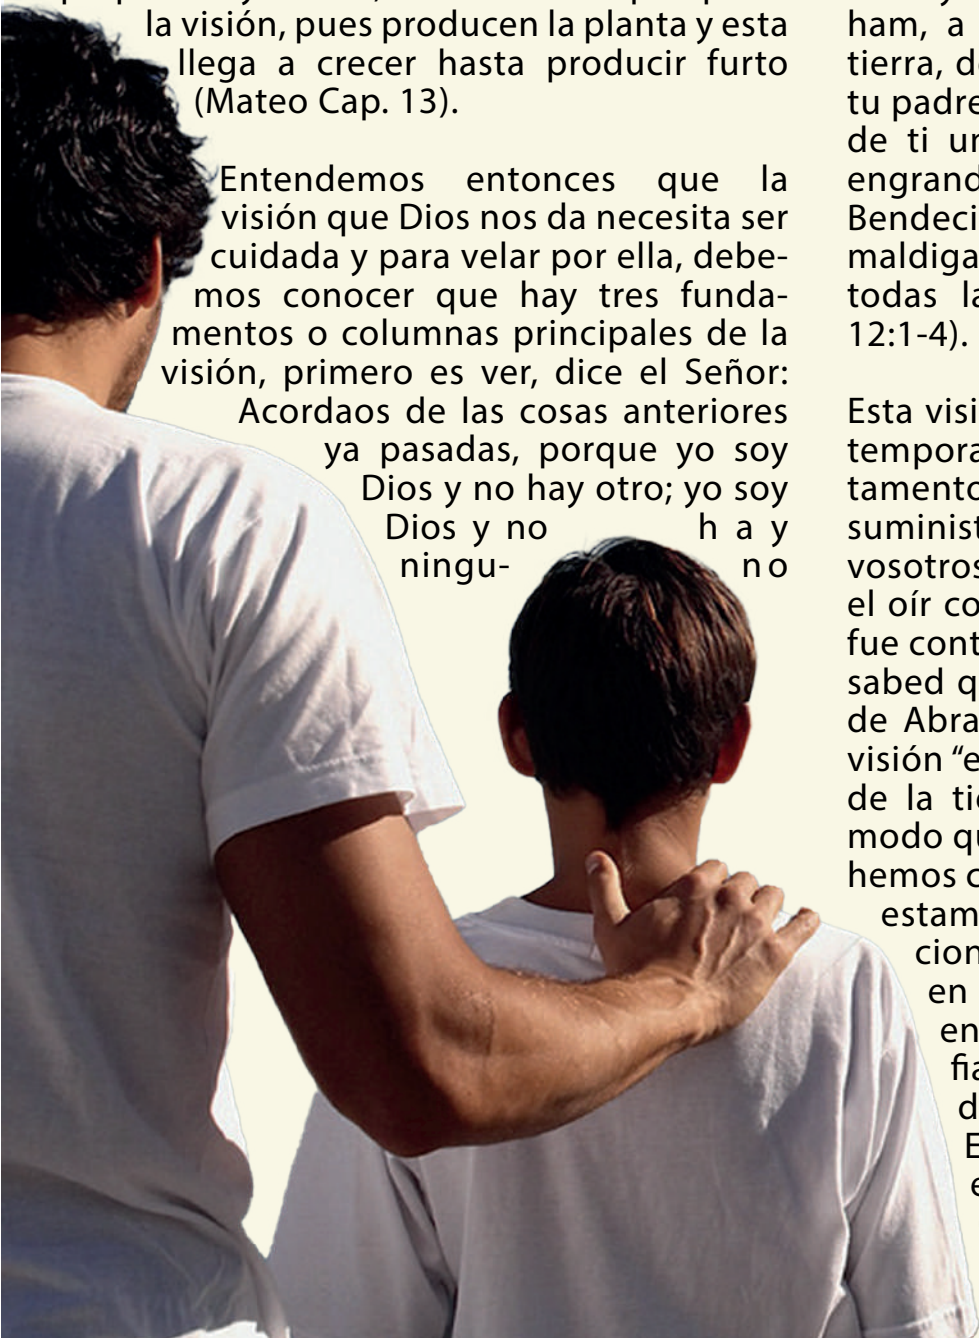 la visión, pues producen la planta y esta
llega a crecer hasta producir furto
(Mateo Cap. 13).
Entendemos entonces que la
visión que Dios nos da necesita ser
cuidada y para velar por ella, debe-
mos conocer que hay tres funda-
mentos o columnas principales de la
visión, primero es ver, dice el Señor:
Acordaos de las cosas anteriores
ya pasadas, porque yo soy
Dios y no hay otro; yo soy
Dios y no h a y
ningu- no
ham, a
tierra,
tu padre
de ti
engrand
Bendeci
maldiga
todas
12:1-4).
Esta visi
tempora
tamento
suminist
vosotros
el oír co
fue cont
sabed
de Abra
visión “e
de la
modo
hemos
estam
cion
en
en